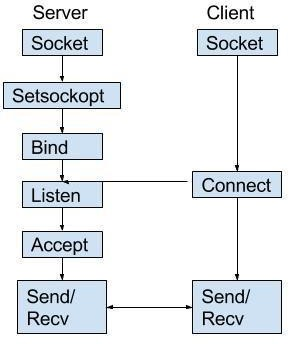 Server
Client
Socket
Socket
Setsockopt
Bind
Listen
Connect
Accept
Send/
Recv
Send/
Recv